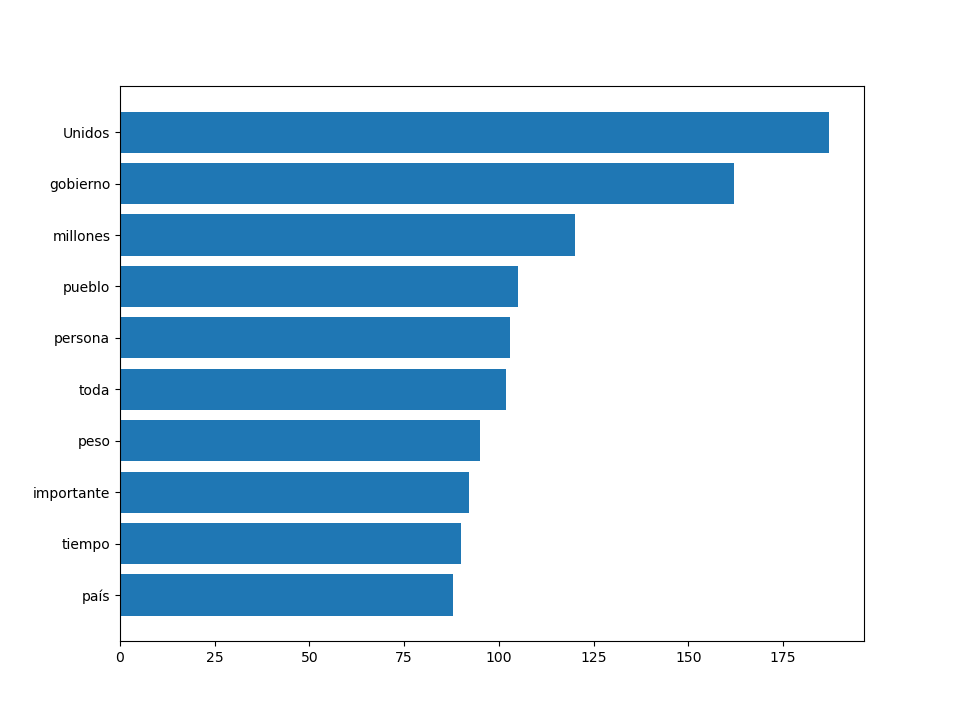 Unidos
gobierno
millones
pueblo
persona
toda
peso
importante
tiempo
país
0 25 50 75 100 125 150 175